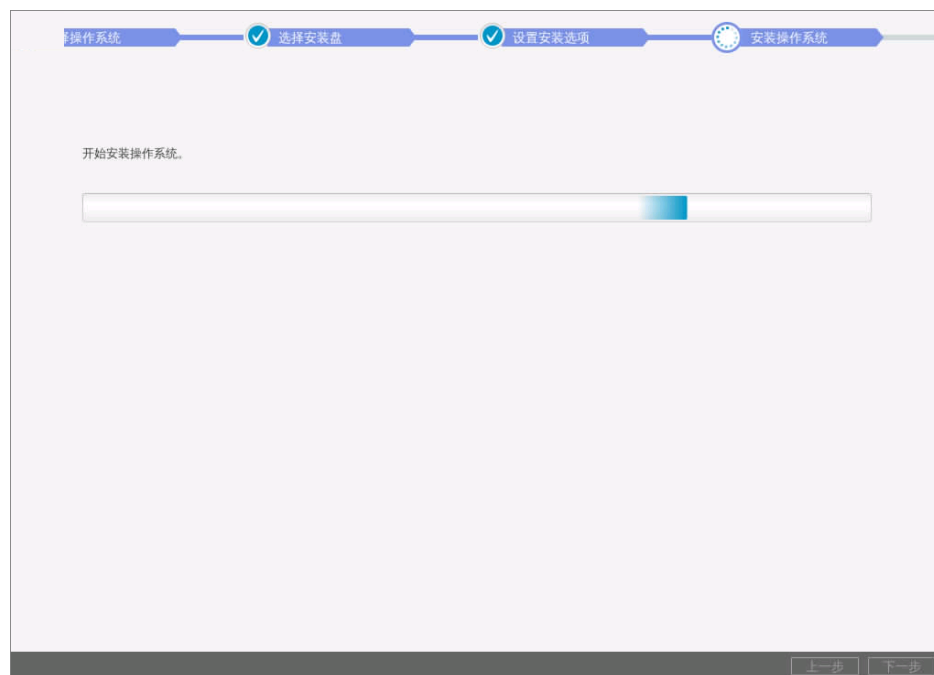 择操作系统
选择安装盘
设置安装选项
安装操作系统
开始安装操作系统。
上一步
下一步